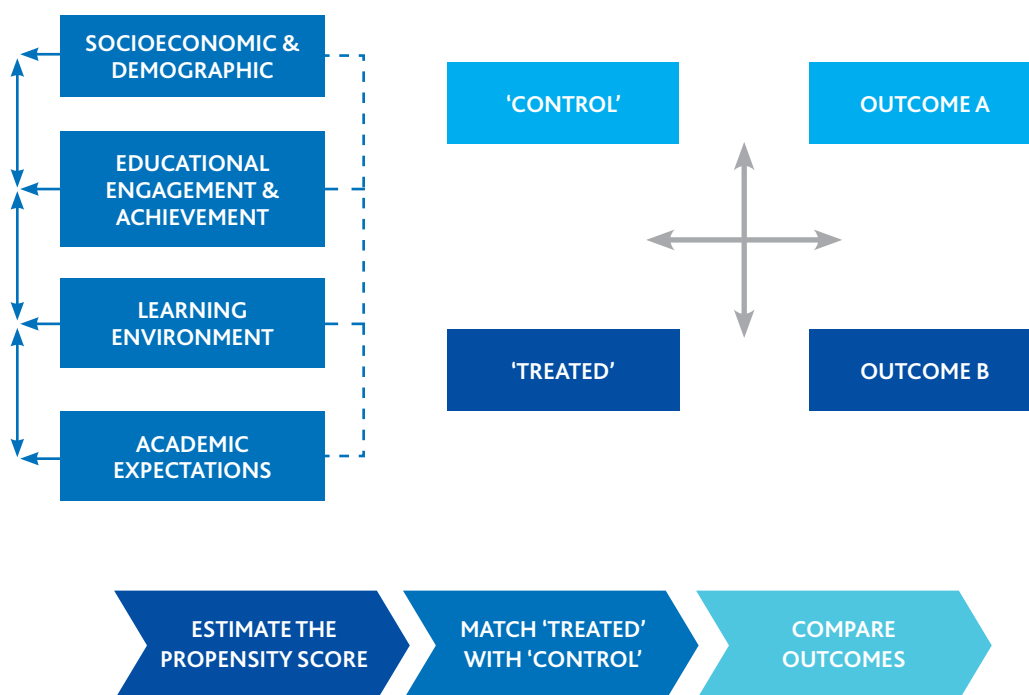 SOCIOECONOMIC &
DEMOGRAPHIC
EDUCATIONAL
ENGAGEMENT &
ACHIEVEMENT
LEARNING
ENVIRONMENT
ACADEMIC
EXPECTATIONS
‘CONTROL’
OUTCOME A
‘TREATED’
OUTCOME B
ESTIMATE THE
PROPENSITY SCORE
MATCH ‘TREATED’
WITH ‘CONTROL’
COMPARE
OUTCOMES